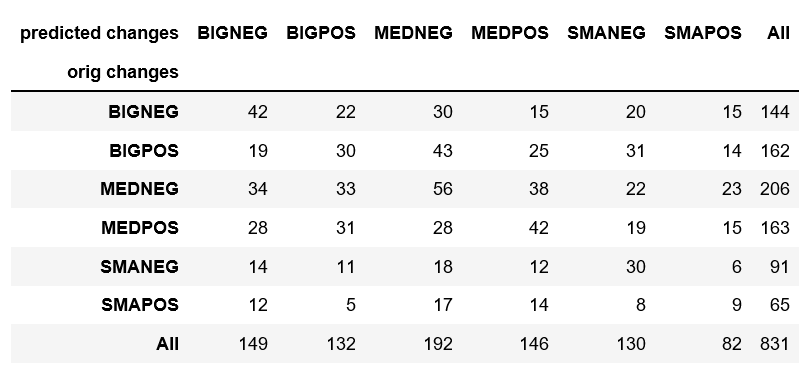 predicted changes BIGNEG BIGPOS MEDNEG MEDPOS SMANEG SMAPOS All
orig changes
BIGNEG 42 22 30 15 20 15 144
BIGPOS 19 30 43 25 31 14 162
MEDNEG 34 33 56 38 22 23 206
MEDPOS 28 31 28 42 19 15 163
SMANEG 14 11 18 12 30 6 91
SMAPOS 12 5 17 14 8 9 65
All 149 132 192 146 130 82 831